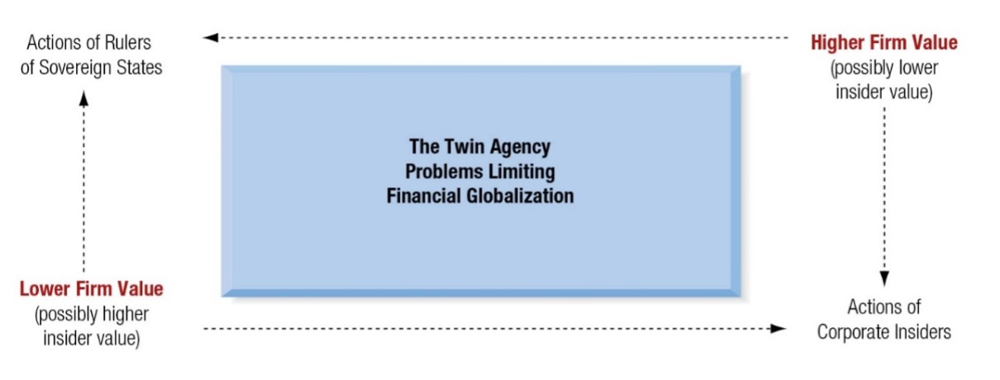 Actions of Rulers
of Sovereign States
Higher Firm Value
(possibly lower
insider value)
The Twin Agency
Problems Limiting
Financial Globalization
Lower Firm Value
(possibly higher
insider value)
Actions of
Corporate Insiders